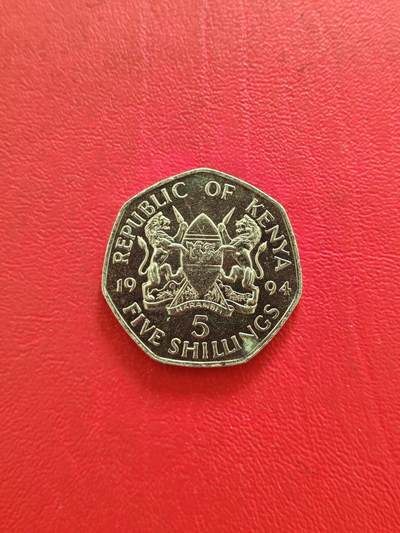 REPUBLIC OF KENYA
19 94
HARAMBEE
5
FIVE SHILLINGS